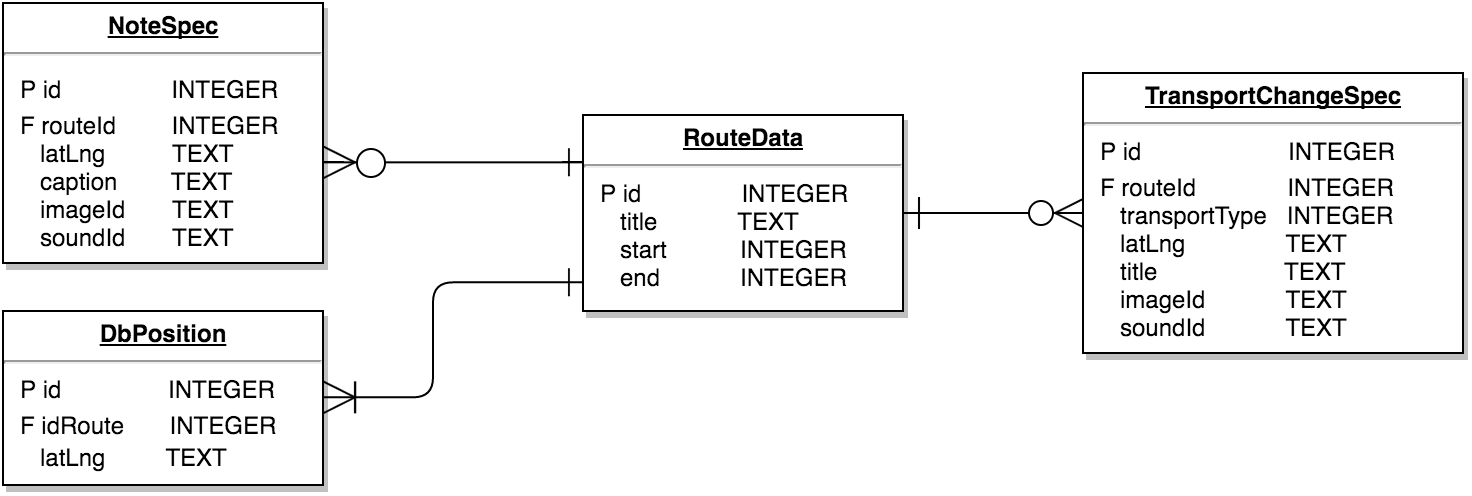 NoteSpec
P id INTEGER
F routeId INTEGER
latLng TEXT
caption TEXT
imageId TEXT
soundId TEXT
DbPosition
P id INTEGER
F idRoute INTEGER
latLng TEXT
RouteData
P id INTEGER
title TEXT
start INTEGER
end INTEGER
TransportChangeSpec
P id INTEGER
F routeId INTEGER
transportType INTEGER
latLng TEXT
title TEXT
imageId TEXT
soundId TEXT